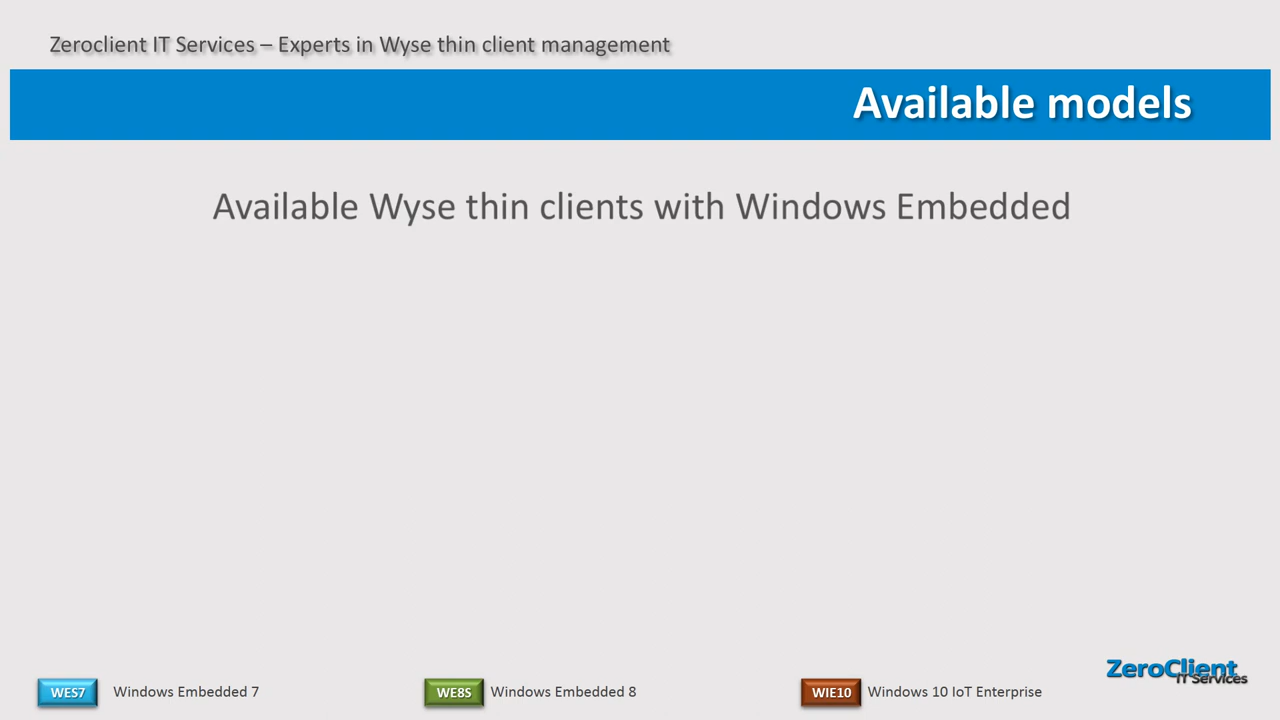 Zeroclient IT Services – Experts in Wyse thin client management
Available models
Available Wyse thin clients with Windows Embedded
WES7 Windows Embedded 7
WE8S Windows Embedded 8
WIE10 Windows 10 IoT Enterprise
ZeroClient
IT Services